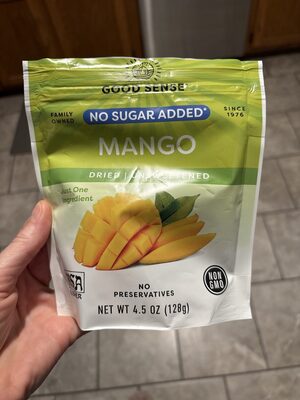 GOOD SENSE
FAMILY OWNED
NO SUGAR ADDED*
SINCE 1976
MANGO
DRIED | UNSWEETENED
Just One
Ingredient
NO
PRESERVATIVES
NON
GMO
NET WT 4.5 OZ (128g)